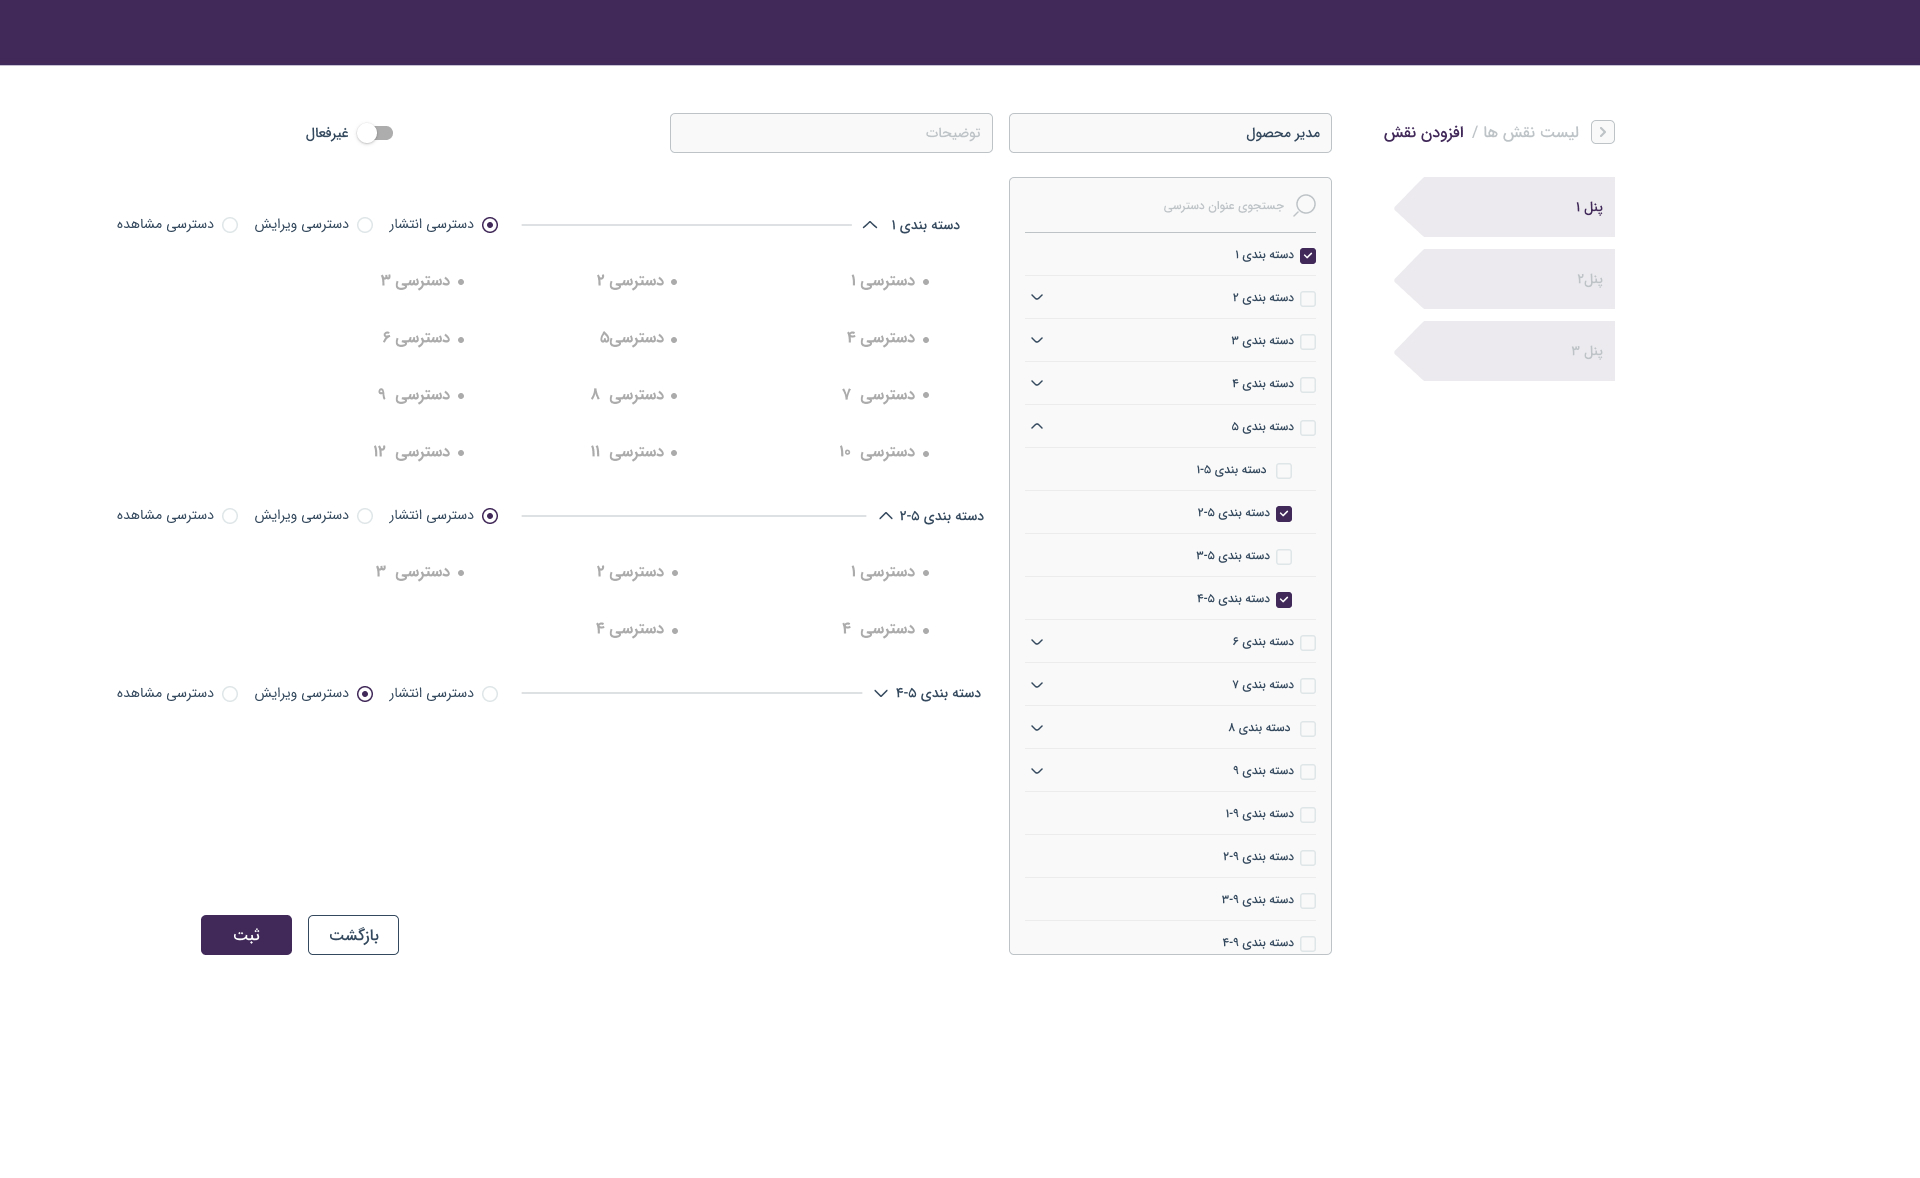 لیست نقش ها / افزودن نقش
مدیر محصول
توضیحات
غیرفعال
پنل ۱
پنل۲
پنل ۳
جستجوی عنوان دسترسی
دسته بندی ۱
دسته بندی ۲
دسته بندی ۳
دسته بندی ۴
دسته بندی ۵
دسته بندی ۵-۱
دسته بندی ۵-۲
دسته بندی ۵-۳
دسته بندی ۵-۴
دسته بندی ۶
دسته بندی ۷
دسته بندی ۸
دسته بندی ۹
دسته بندی ۹-۱
دسته بندی ۹-۲
دسته بندی ۹-۳
دسته بندی ۹-۴
دسته بندی ۱ دسترسی انتشار دسترسی ویرایش دسترسی مشاهده
• دسترسی ۱ • دسترسی ۲ • دسترسی ۳
• دسترسی ۴ • دسترسی۵ • دسترسی ۶
• دسترسی ۷ • دسترسی ۸ • دسترسی ۹
• دسترسی ۱۰ • دسترسی ۱۱ • دسترسی ۱۲
دسته بندی ۵-۲ دسترسی انتشار دسترسی ویرایش دسترسی مشاهده
• دسترسی ۱ • دسترسی ۲ • دسترسی ۳
• دسترسی ۴ • دسترسی ۴
دسته بندی ۵-۴ دسترسی انتشار دسترسی ویرایش دسترسی مشاهده
بازگشت
ثبت